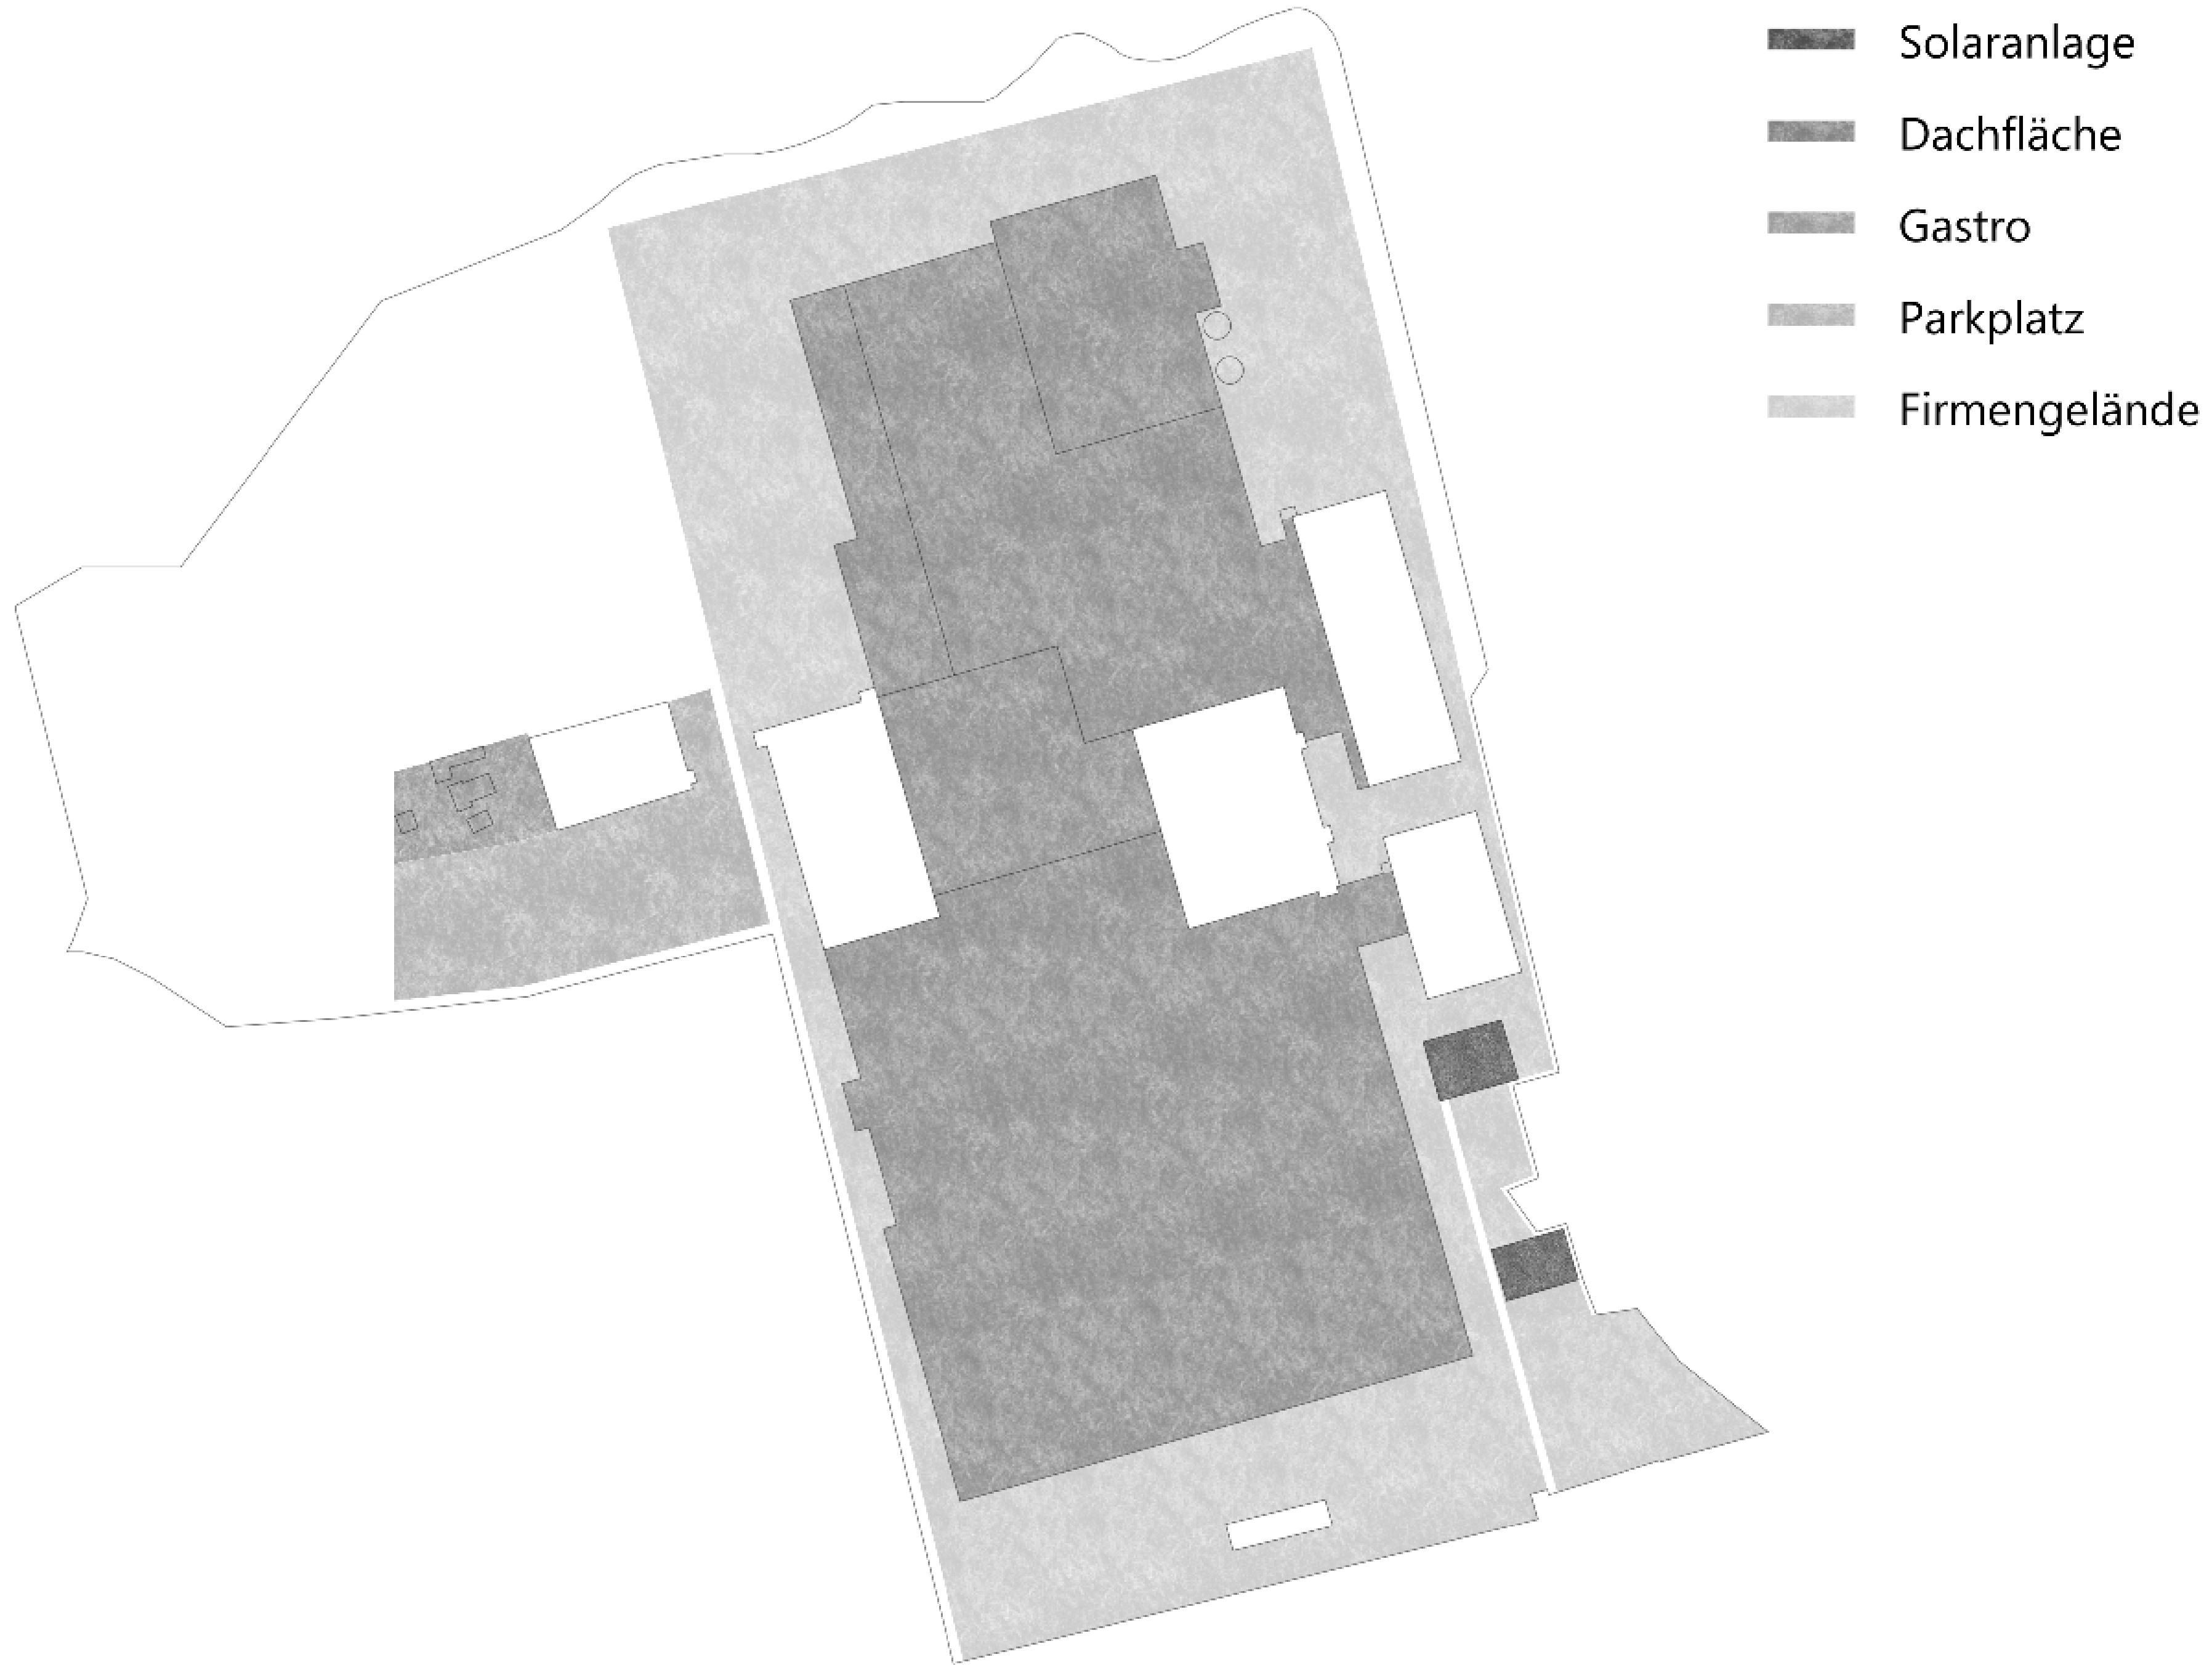 Solaranlage
Dachfläche
Gastro
Parkplatz
Firmengelände